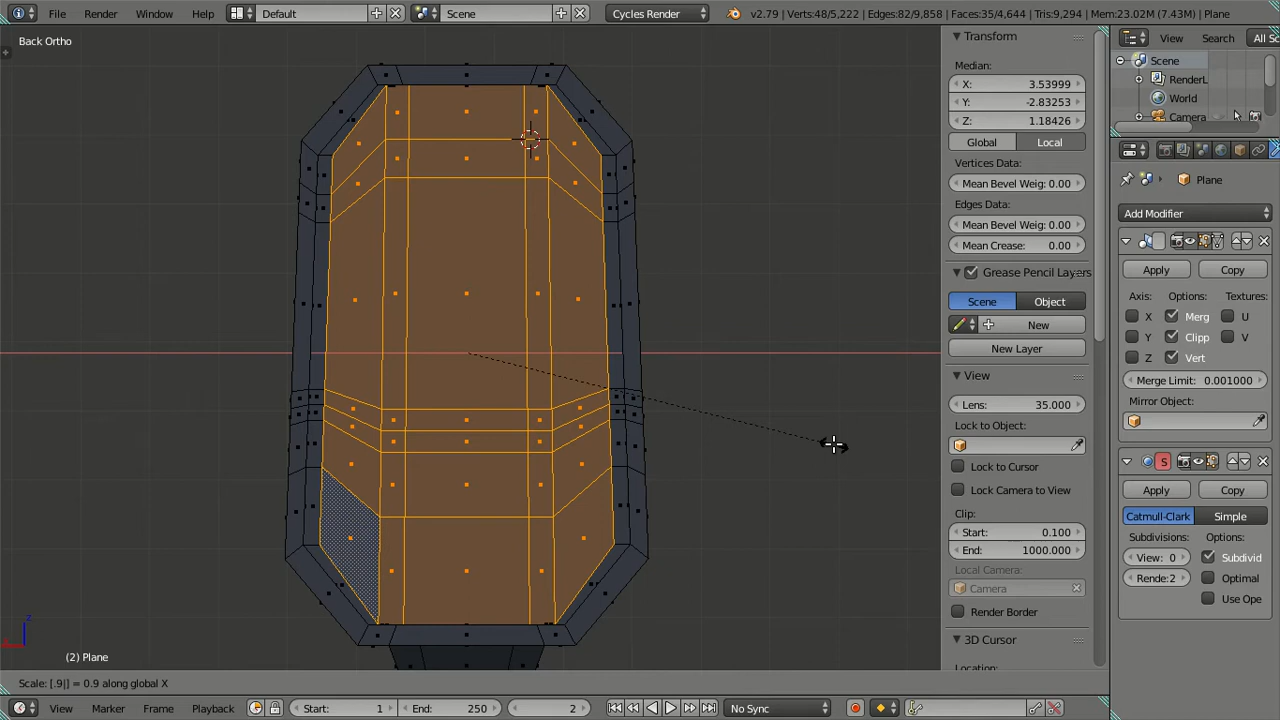 File Render Window Help Default Scene Cycles Render v2.79 | Verts:48/5,222 | Edges:82/9,858 | Faces:35/4,644 | Tris:9,294 | Mem:23.02M (7.43M) | Plane
Back Ortho
Transform
Median:
X: 3.53999
Y: -2.83253
Z: 1.18426
Global Local
Vertices Data:
Mean Bevel Weig: 0.00
Edges Data:
Mean Bevel Weig: 0.00
Mean Crease: 0.00
Grease Pencil Layers
Scene Object
New
New Layer
View
Lens: 35.000
Lock to Object:
Lock to Cursor
Lock Camera to View
Clip:
Start: 0.100
End: 1000.000
Local Camera:
Camera
Render Border
3D Cursor
Location:
View Search All Sc
Scene
RenderL
World
Camera
Plane
Add Modifier
Apply Copy
Axis: Options: Textures:
X Merg U
Y Clipp V
Z Vert
Merge Limit: 0.001000
Mirror Object:
S
Apply Copy
Catmull-Clark Simple
Subdivisions: Options:
View: 0 Subdivid
Rende: 2 Optimal
Use Ope
z
(2) Plane
Scale: [.9|] = 0.9 along global X
View Marker Frame Playback Start: 1 End: 250 2 No Sync